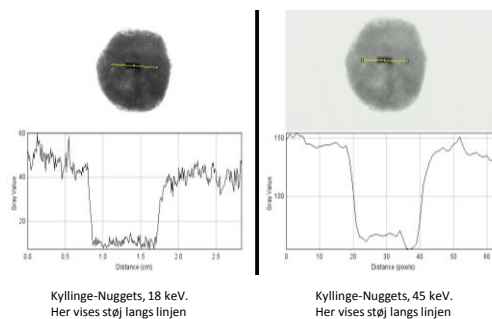 60
40
20
0.0 0.5 1.0 1.5 2.0 2.5
Gray Value
Distance (cm)
Kyllinge-Nuggets, 18 keV.
Her vises støj langs linjen
150
100
0 10 20 30 40 50 60
Gray Value
Distance (pixels)
Kyllinge-Nuggets, 45 keV.
Her vises støj langs linjen